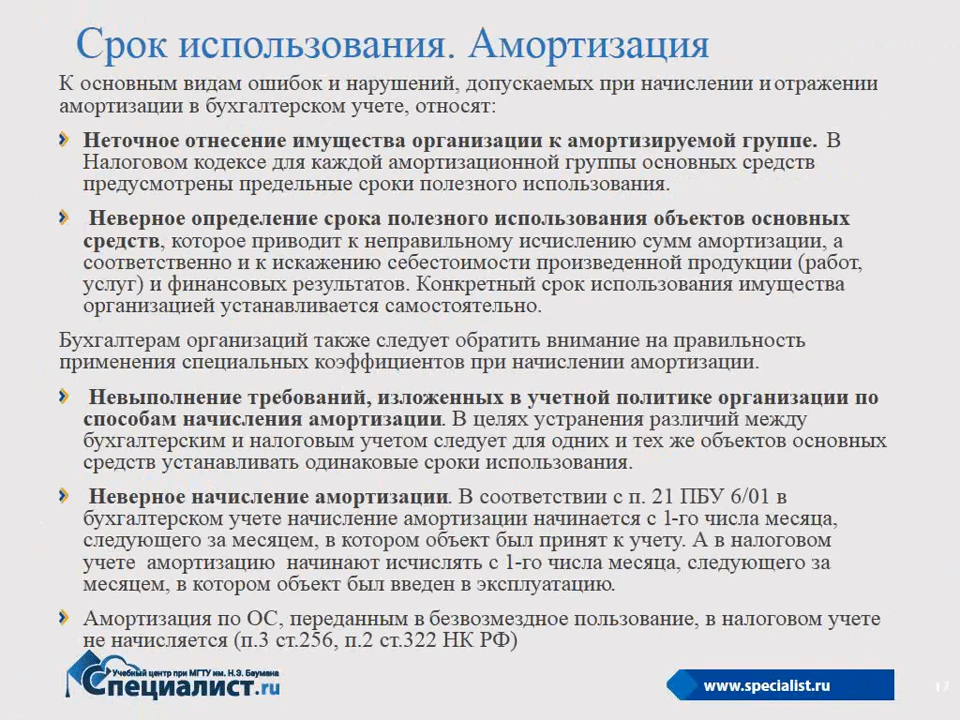 Срок использования. Амортизация
К основным видам ошибок и нарушений, допускаемых при начислении и отражении
амортизации в бухгалтерском учете, относят:
Неточное отнесение имущества организации к амортизируемой группе. В
Налоговом кодексе для каждой амортизационной группы основных средств
предусмотрены предельные сроки полезного использования.
Неверное определение срока полезного использования объектов основных
средств, которое приводит к неправильному исчислению сумм амортизации, а
соответственно и к искажению себестоимости произведенной продукции (работ,
услуг) и финансовых результатов. Конкретный срок использования имущества
организацией устанавливается самостоятельно.
Бухгалтерам организаций также следует обратить внимание на правильность
применения специальных коэффициентов при начислении амортизации.
Невыполнение требований, изложенных в учетной политике организации по
способам начисления амортизации. В целях устранения различий между
бухгалтерским и налоговым учетом следует для одних и тех же объектов основных
средств устанавливать одинаковые сроки использования.
Неверное начисление амортизации. В соответствии с п. 21 ПБУ 6/01 в
бухгалтерском учете начисление амортизации начинается с 1-го числа месяца,
следующего за месяцем, в котором объект был принят к учету. А в налоговом
учете амортизацию начинают исчислять с 1-го числа месяца, следующего за
месяцем, в котором объект был введен в эксплуатацию.
Амортизация по ОС, переданным в безвозмездное пользование, в налоговом учете
не начисляется (п.3 ст.256, п.2 ст.322 НК РФ)
Учебный центр при МГТУ им. Н.Э. Баумана
Специалист.ru
www.specialist.ru
17